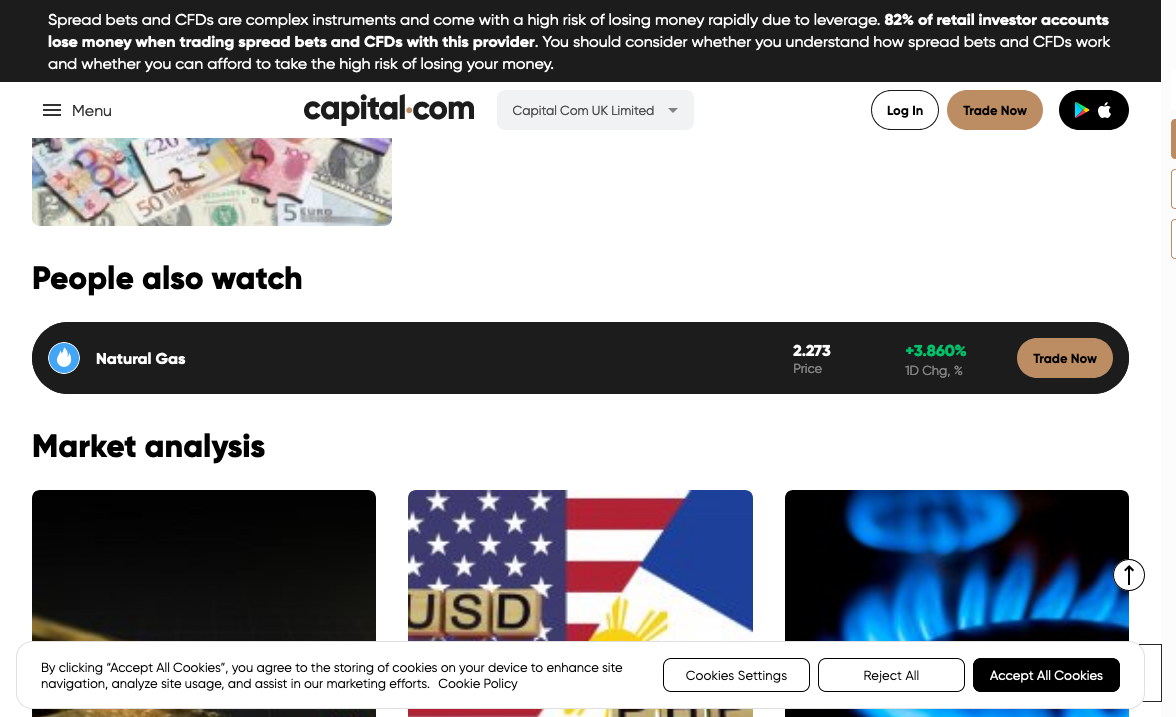 Spread bets and CFDs are complex instruments and come with a high risk of losing money rapidly due to leverage. 82% of retail investor accounts
lose money when trading spread bets and CFDs with this provider. You should consider whether you understand how spread bets and CFDs work
and whether you can afford to take the high risk of losing your money.
Menu
capital.com
Capital Com UK Limited
Log In
Trade Now
£20
50
5 EURO
People also watch
Natural Gas
2.273
Price
+3.860%
1D Chg, %
Trade Now
Market analysis
USD
By clicking “Accept All Cookies”, you agree to the storing of cookies on your device to enhance site
navigation, analyze site usage, and assist in our marketing efforts. Cookie Policy
Cookies Settings
Reject All
Accept All Cookies